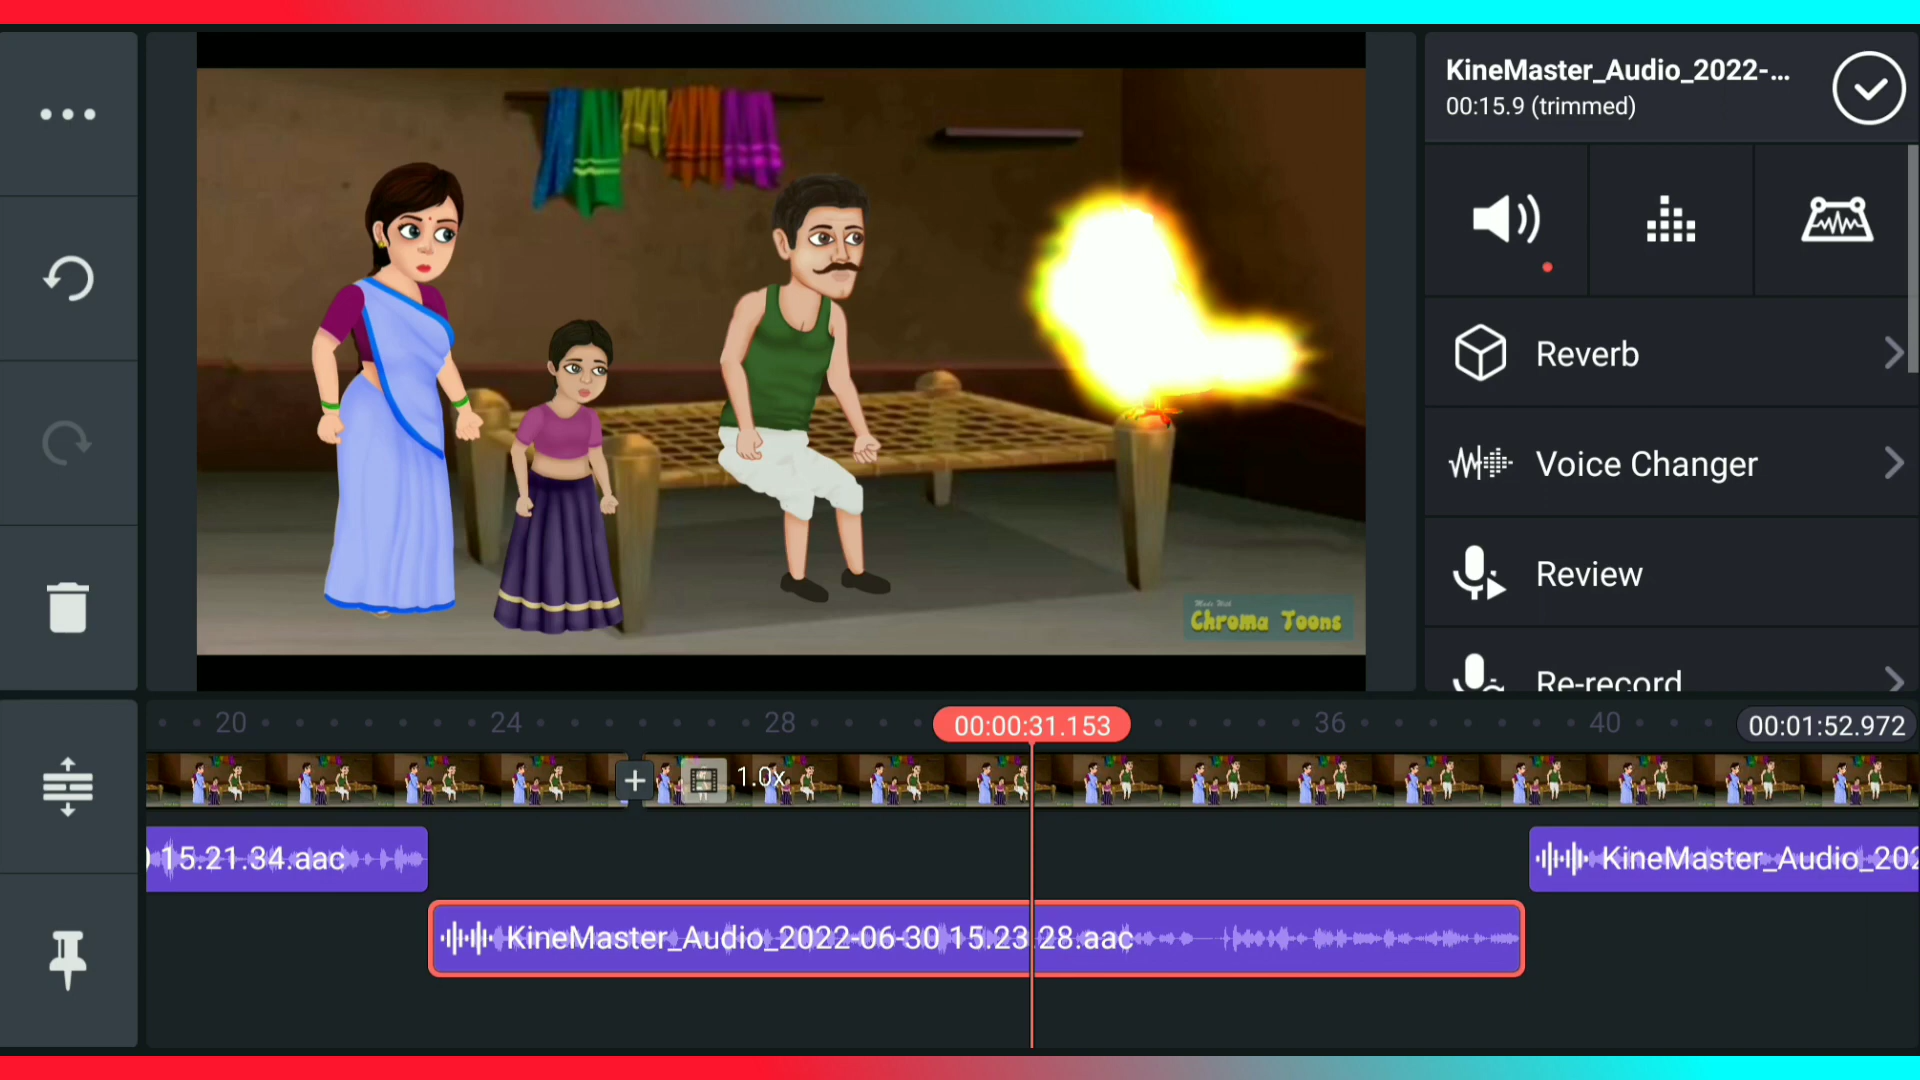 KineMaster_Audio_2022-...
00:15.9 (trimmed)
Reverb
Voice Changer
Review
Re-record
Made With
Chroma Toons
20
24
28
00:00:31.153
36
40
00:01:52.972
1.0x
15.21.34.aac
KineMaster_Audio_202
KineMaster_Audio_2022-06-30 15.23.28.aac